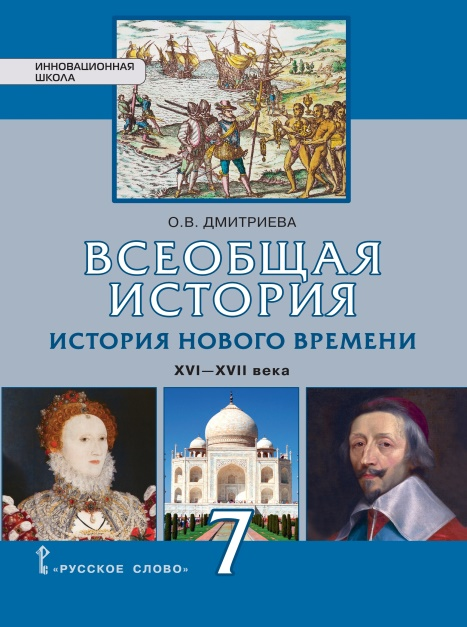 ИННОВАЦИОННАЯ
ШКОЛА
О.В. ДМИТРИЕВА
ВСЕОБЩАЯ
ИСТОРИЯ
ИСТОРИЯ НОВОГО ВРЕМЕНИ
XVI—XVII века
7
«РУССКОЕ СЛОВО»